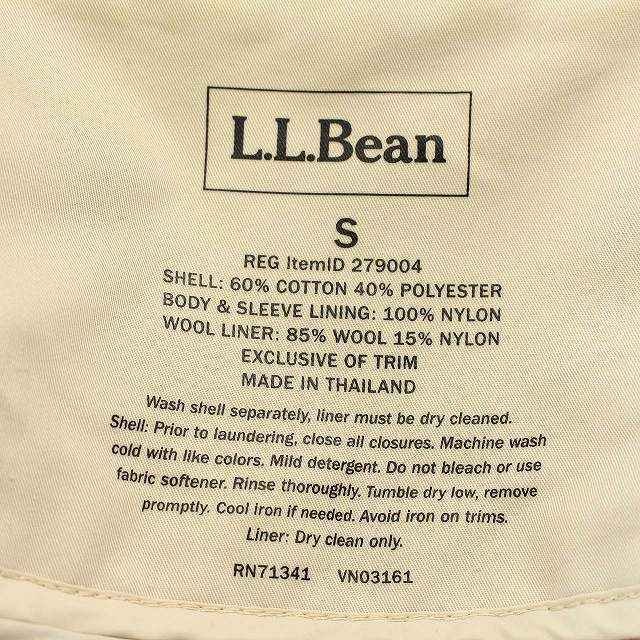 L.L.Bean
S
REG ItemID 279004
SHELL: 60% COTTON 40% POLYESTER
BODY & SLEEVE LINING: 100% NYLON
WOOL LINER: 85% WOOL 15% NYLON
EXCLUSIVE OF TRIM
MADE IN THAILAND
Wash shell separately, liner must be dry cleaned.
Shell: Prior to laundering, close all closures. Machine wash
cold with like colors. Mild detergent. Do not bleach or use
fabric softener. Rinse thoroughly. Tumble dry low, remove
promptly. Cool iron if needed. Avoid iron on trims.
Liner: Dry clean only.
RN71341 VN03161